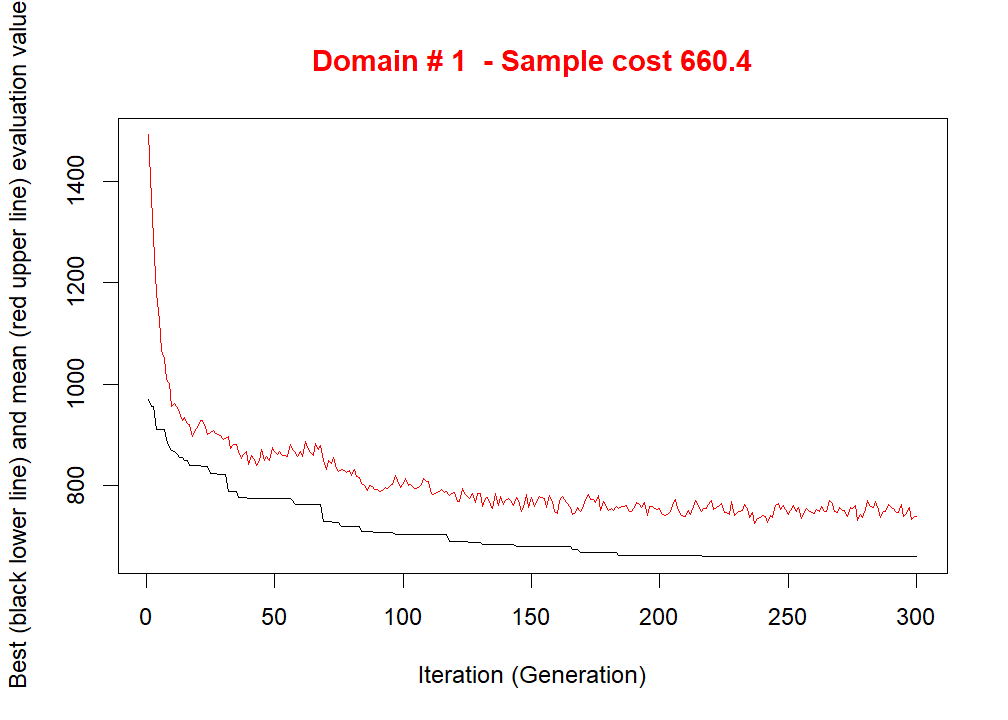 Domain # 1 - Sample cost 660.4
Best (black lower line) and mean (red upper line) evaluation value
1400
1200
1000
800
0 50 100 150 200 250 300
Iteration (Generation)